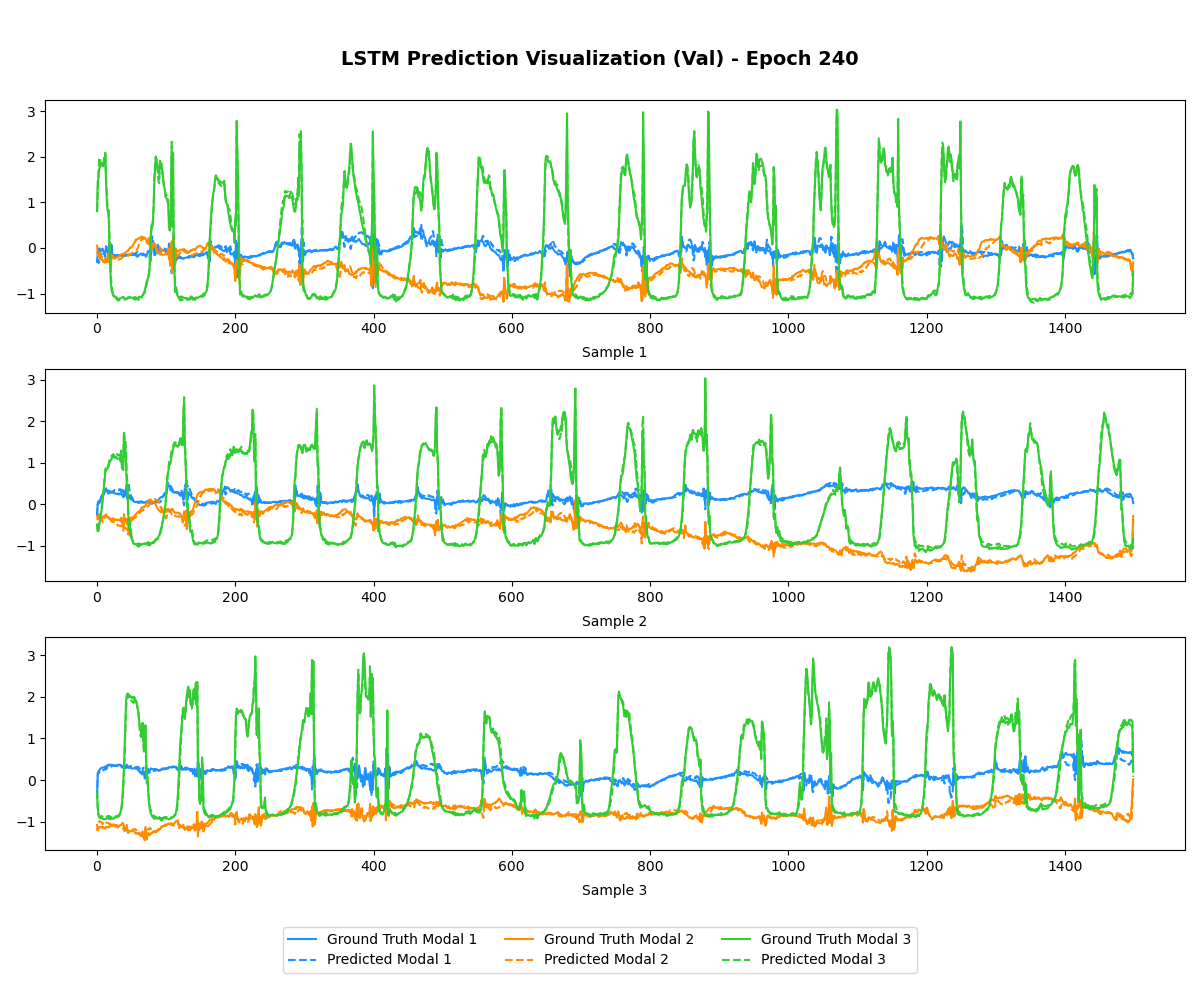 LSTM Prediction Visualization (Val) - Epoch 240
3
2
1
0
−1
0 200 400 600 800 1000 1200 1400
Sample 1
3
2
1
0
−1
0 200 400 600 800 1000 1200 1400
Sample 2
3
2
1
0
−1
0 200 400 600 800 1000 1200 1400
Sample 3
Ground Truth Modal 1 Ground Truth Modal 2 Ground Truth Modal 3
Predicted Modal 1 Predicted Modal 2 Predicted Modal 3